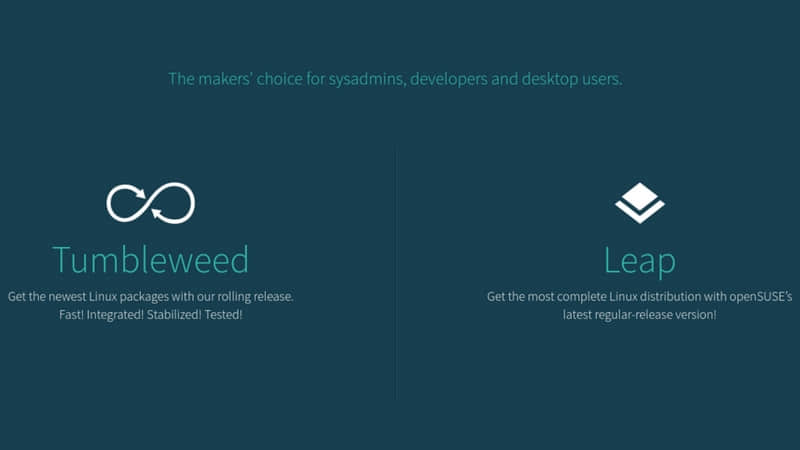 The makers’ choice for sysadmins, developers and desktop users.
Tumbleweed
Get the newest Linux packages with our rolling release.
Fast! Integrated! Stabilized! Tested!
Leap
Get the most complete Linux distribution with openSUSE’s
latest regular-release version!